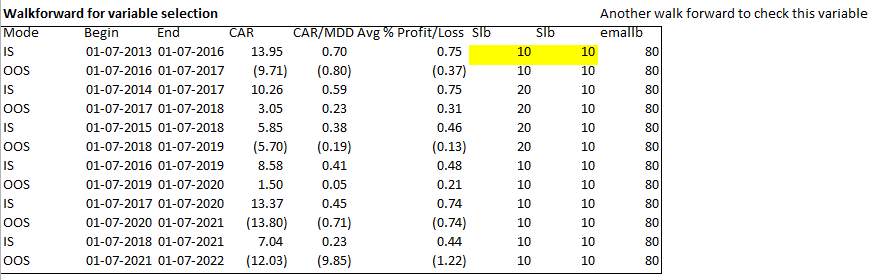 Walkforward for variable selection Another walk forward to check this variable
Mode Begin End CAR CAR/MDD Avg % Profit/Loss Slb Slb emallb
IS 01-07-2013 01-07-2016 13.95 0.70 0.75 10 10 80
OOS 01-07-2016 01-07-2017 (9.71) (0.80) (0.37) 10 10 80
IS 01-07-2014 01-07-2017 10.26 0.59 0.75 20 10 80
OOS 01-07-2017 01-07-2018 3.05 0.23 0.31 20 10 80
IS 01-07-2015 01-07-2018 5.85 0.38 0.46 20 10 80
OOS 01-07-2018 01-07-2019 (5.70) (0.19) (0.13) 20 10 80
IS 01-07-2016 01-07-2019 8.58 0.41 0.48 10 10 80
OOS 01-07-2019 01-07-2020 1.50 0.05 0.21 10 10 80
IS 01-07-2017 01-07-2020 13.37 0.45 0.74 10 10 80
OOS 01-07-2020 01-07-2021 (13.80) (0.71) (0.74) 10 10 80
IS 01-07-2018 01-07-2021 7.04 0.23 0.44 10 10 80
OOS 01-07-2021 01-07-2022 (12.03) (9.85) (1.22) 10 10 80